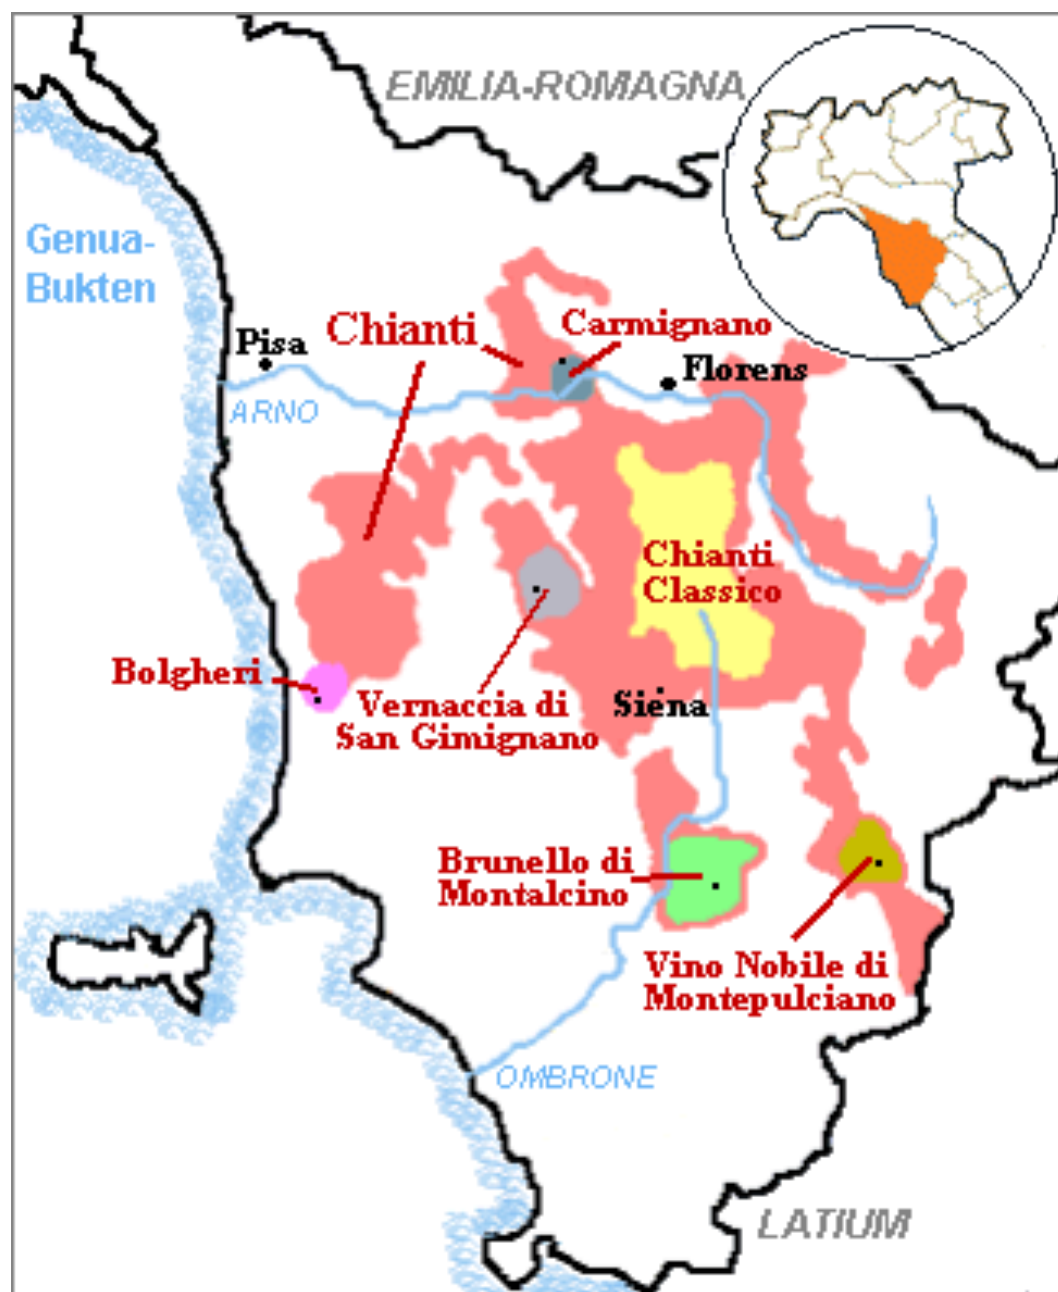 EMILIA-ROMAGNA
Genua-
Bukten
Pisa
Chianti
Carmignano
Florens
ARNO
Chianti
Classico
Bolgheri
Vernaccia di
San Gimignano
Siena
Brunello di
Montalcino
Vino Nobile di
Montepulciano
OMBRONE
LATIUM